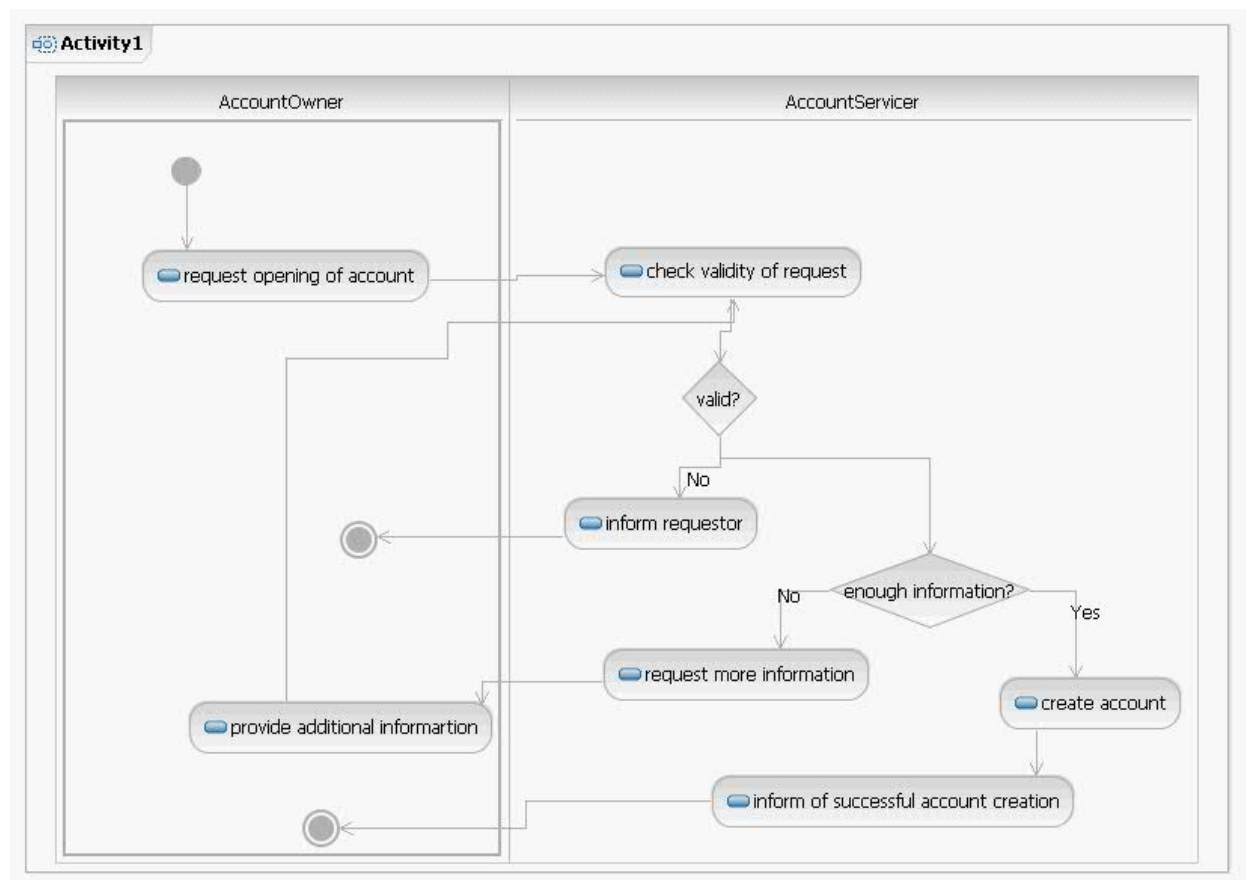 Activity1
AccountOwner
AccountServicer
request opening of account
check validity of request
valid?
No
inform requestor
enough information?
No
Yes
request more information
create account
provide additional informartion
inform of successful account creation